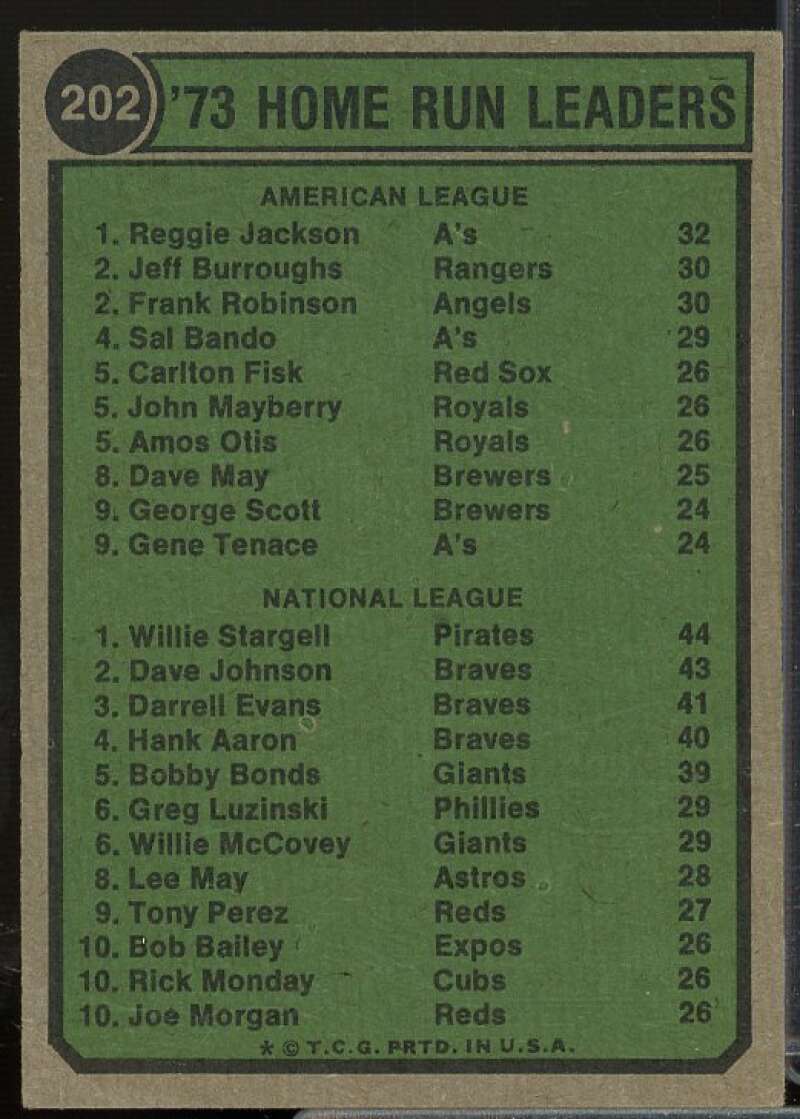 202 '73 HOME RUN LEADERS
AMERICAN LEAGUE
1. Reggie Jackson A's 32
2. Jeff Burroughs Rangers 30
2. Frank Robinson Angels 30
4. Sal Bando A's 29
5. Carlton Fisk Red Sox 26
5. John Mayberry Royals 26
5. Amos Otis Royals 26
8. Dave May Brewers 25
9. George Scott Brewers 24
9. Gene Tenace A's 24
NATIONAL LEAGUE
1. Willie Stargell Pirates 44
2. Dave Johnson Braves 43
3. Darrell Evans Braves 41
4. Hank Aaron Braves 40
5. Bobby Bonds Giants 39
6. Greg Luzinski Phillies 29
6. Willie McCovey Giants 29
8. Lee May Astros 28
9. Tony Perez Reds 27
10. Bob Bailey Expos 26
10. Rick Monday Cubs 26
10. Joe Morgan Reds 26
* © T.C.G. PRTD. IN U.S.A.